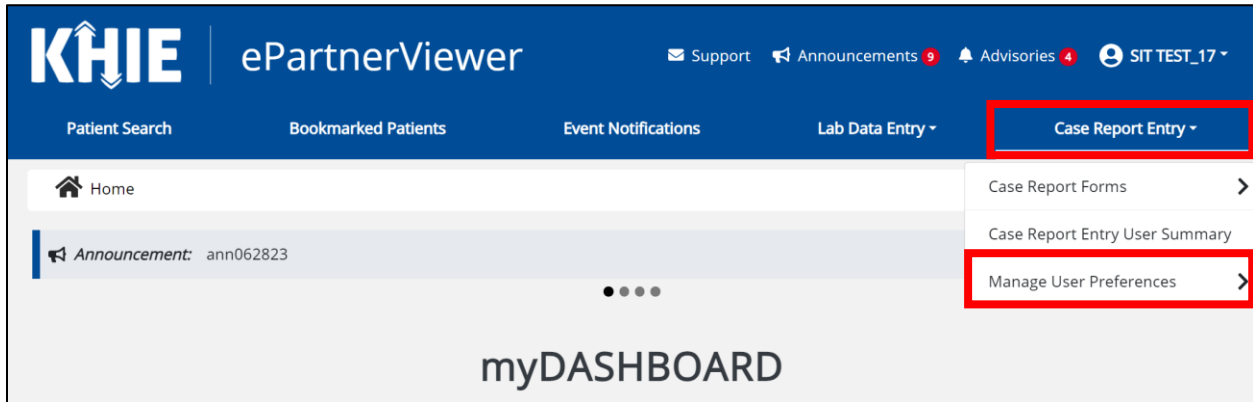 KHIE ePartnerViewer Support Announcements 9 Advisories 4 SIT TEST_17
Patient Search Bookmarked Patients Event Notifications Lab Data Entry Case Report Entry
Home
Case Report Forms
Case Report Entry User Summary
Announcement: ann062823
Manage User Preferences
myDASHBOARD